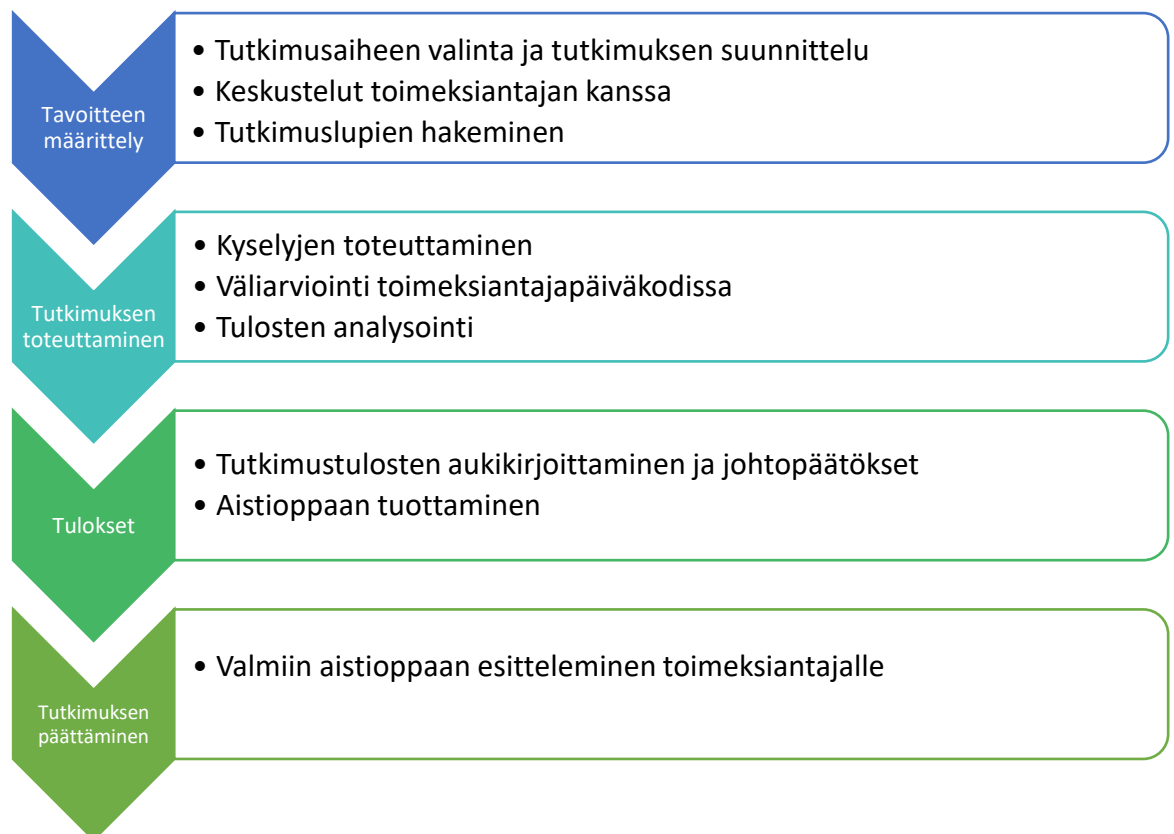 Tavoitteen
määrittely
• Tutkimusaiheen valinta ja tutkimuksen suunnittelu
• Keskustelut toimeksiantajan kanssa
• Tutkimuslupien hakeminen
Tutkimuksen
toteuttaminen
• Kyselyjen toteuttaminen
• Väliarviointi toimeksiantajapäiväkodissa
• Tulosten analysointi
Tulokset
• Tutkimustulosten aukikirjoittaminen ja johtopäätökset
• Aistioppaan tuottaminen
Tutkimuksen
päättäminen
• Valmiin aistioppaan esitteleminen toimeksiantajalle